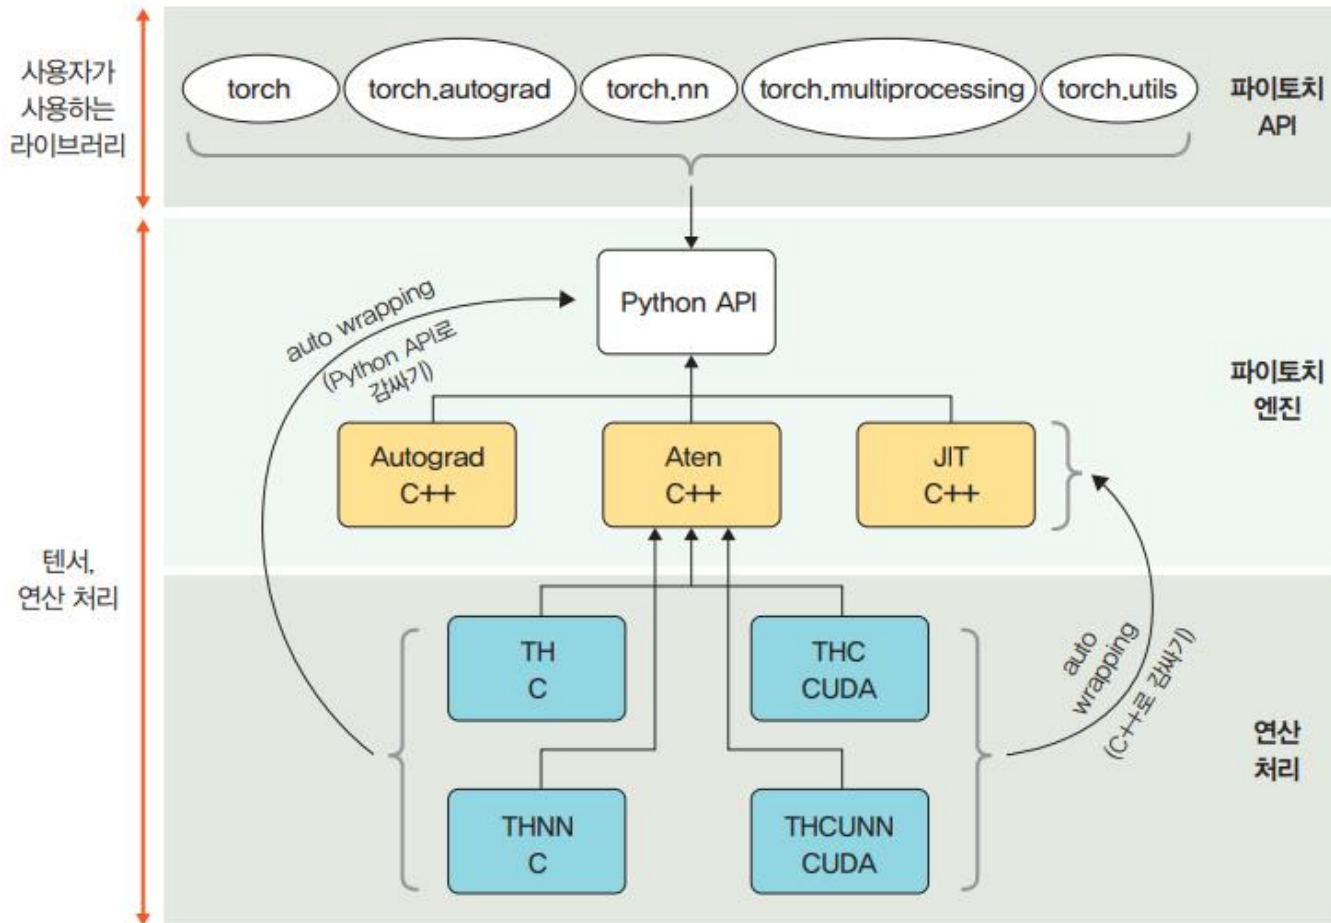 사용자가
사용하는
라이브러리
torch
torch.autograd
torch.nn
torch.multiprocessing
torch.utils
파이토치
API
Python API
auto wrapping
(Python API로
감싸기)
파이토치
엔진
Autograd
C++
Aten
C++
JIT
C++
텐서,
연산 처리
TH
C
THC
CUDA
auto
wrapping
(C++로 감싸기)
연산
처리
THNN
C
THCUNN
CUDA